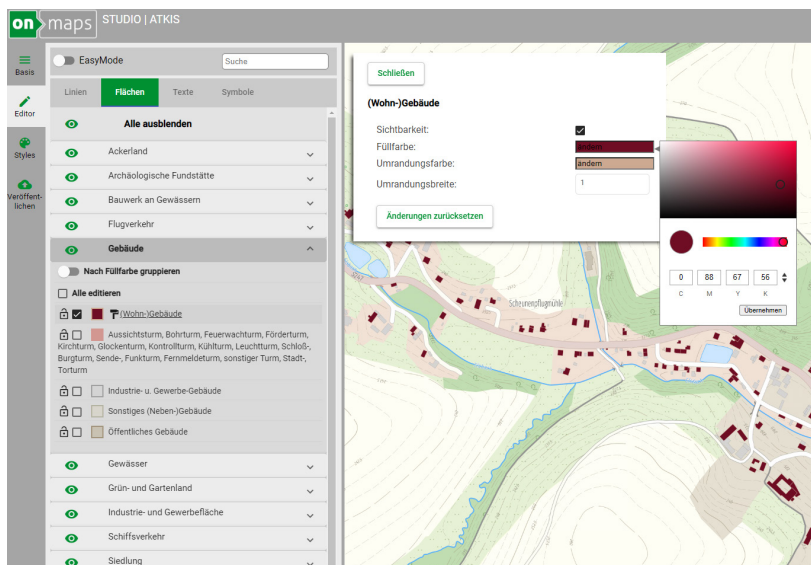 on maps STUDIO | ATKIS
Basis
Editor
Styles
Veröffent-
lichen
EasyMode
Suche
Linien Flächen Texte Symbole
Alle ausblenden
Ackerland
Archäologische Fundstätte
Bauwerk an Gewässern
Flugverkehr
Gebäude
Nach Füllfarbe gruppieren
Alle editieren
(Wohn-)Gebäude
Aussichtsturm, Bohrturm, Feuerwachturm, Förderturm,
Kirchturm, Glockenturm, Kontrollturm, Kühlturm, Leuchtturm, Schloß-,
Burgturm, Sende-, Funkturm, Fernmeldeturm, sonstiger Turm, Stadt-,
Torturm
Industrie- u. Gewerbe-Gebäude
Sonstiges (Neben-)Gebäude
Öffentliches Gebäude
Gewässer
Grün- und Gartenland
Industrie- und Gewerbefläche
Schiffsverkehr
Siedlung
Schließen
(Wohn-)Gebäude
Sichtbarkeit:
Füllfarbe: ändern
Umrandungsfarbe: ändern
Umrandungsbreite: 1
Änderungen zurücksetzen
0 88 67 56
C M Y K
Übernehmen
Scheunenpflugmühle